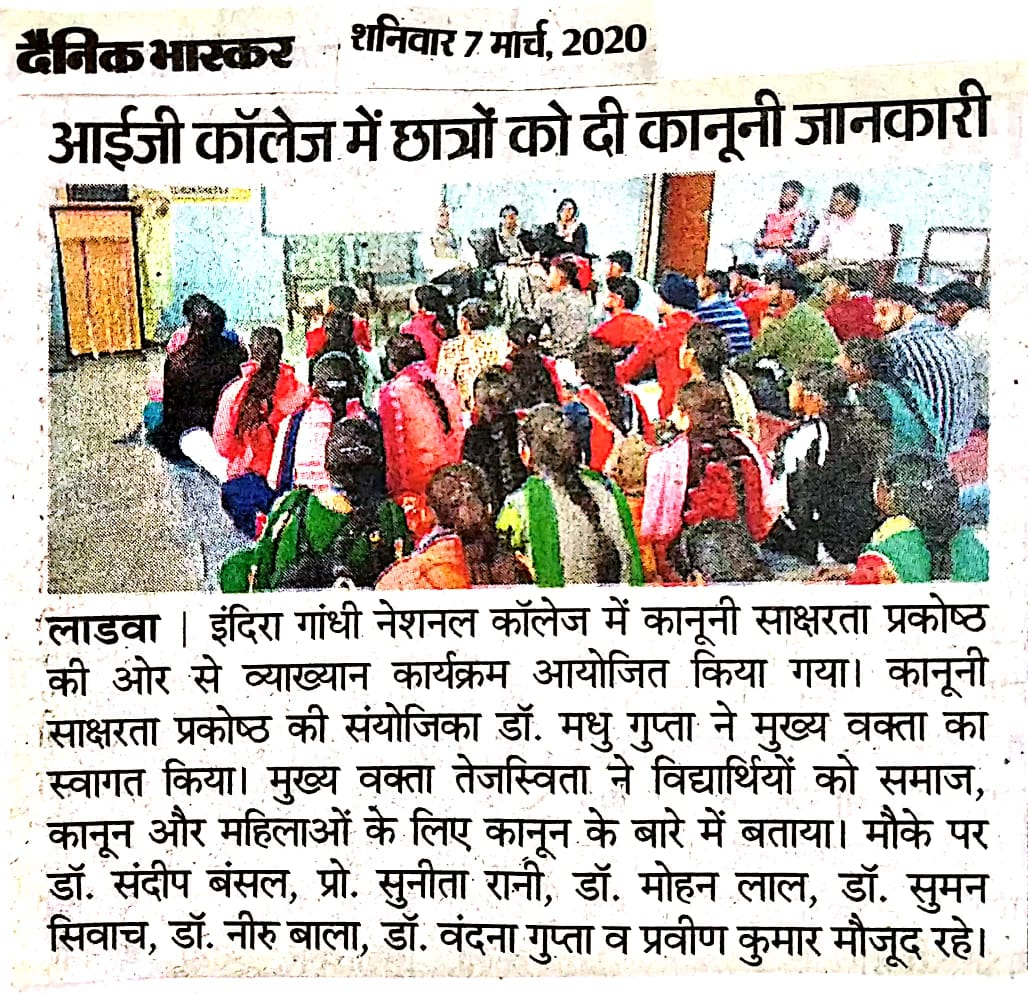 दैनिक भास्कर
शनिवार 7 मार्च, 2020
आईजी कॉलेज में छात्रों को दी कानूनी जानकारी
लाडवा | इंदिरा गांधी नेशनल कॉलेज में कानूनी साक्षरता प्रकोष्ठ
की ओर से व्याख्यान कार्यक्रम आयोजित किया गया। कानूनी
साक्षरता प्रकोष्ठ की संयोजिका डॉ. मधु गुप्ता ने मुख्य वक्ता का
स्वागत किया। मुख्य वक्ता तेजस्विता ने विद्यार्थियों को समाज,
कानून और महिलाओं के लिए कानून के बारे में बताया। मौके पर
डॉ. संदीप बंसल, प्रो. सुनीता रानी, डॉ. मोहन लाल, डॉ. सुमन
सिवाच, डॉ. नीरु बाला, डॉ. वंदना गुप्ता व प्रवीण कुमार मौजूद रहे।